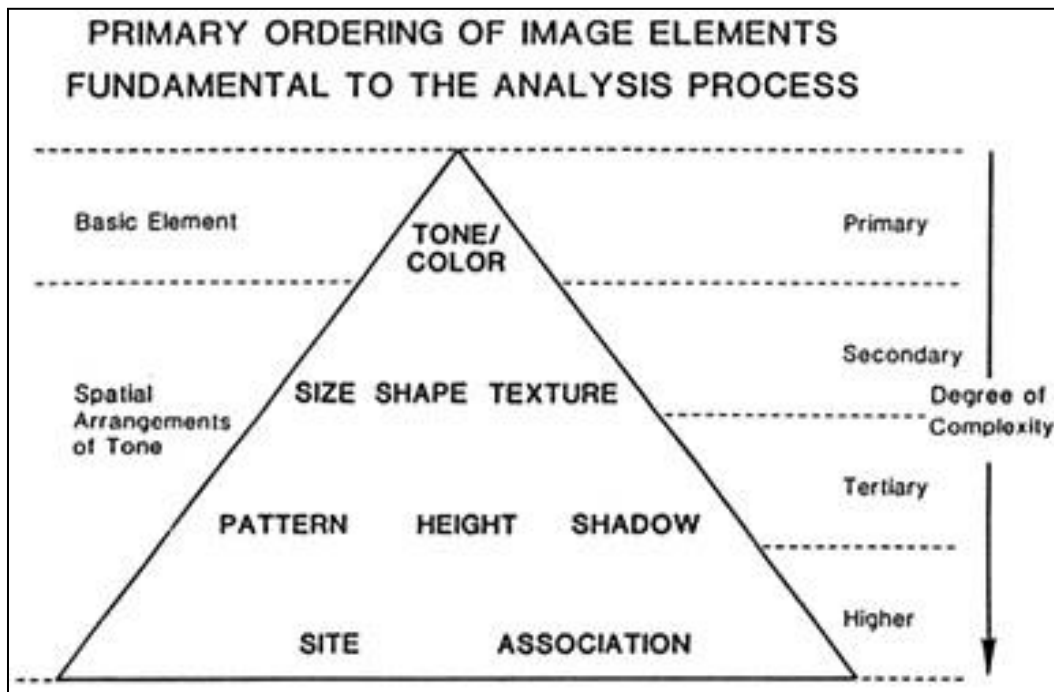 PRIMARY ORDERING OF IMAGE ELEMENTS
FUNDAMENTAL TO THE ANALYSIS PROCESS
Basic Element
TONE/
COLOR
Primary
Spatial
Arrangements
of Tone
SIZE SHAPE TEXTURE
Secondary
Degree of
Complexity
PATTERN HEIGHT SHADOW
Tertiary
SITE ASSOCIATION
Higher